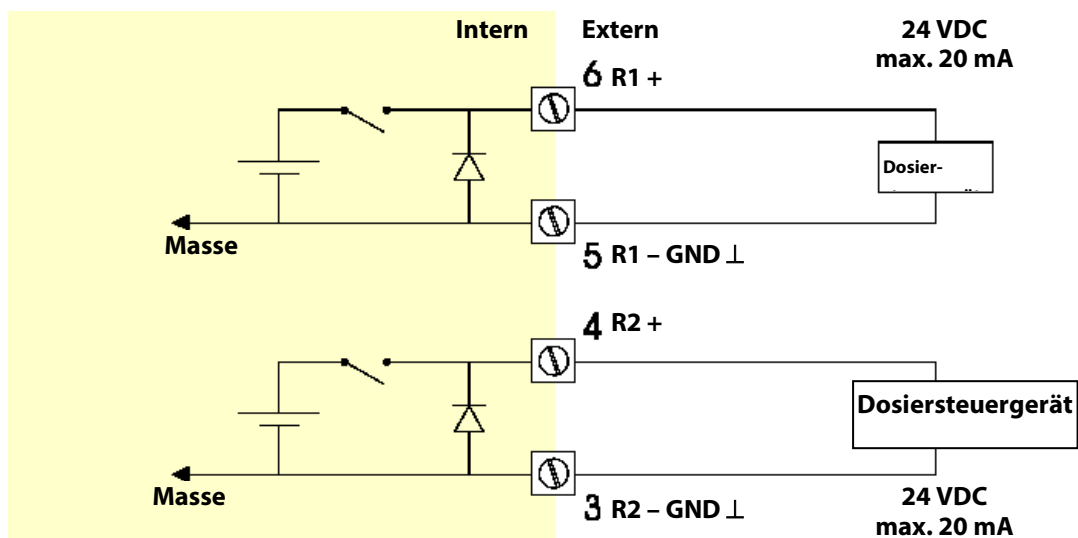 Intern Extern 24 VDC
max. 20 mA
6 R1 +
Dosier-
Masse
5 R1 – GND ⊥
4 R2 +
Dosiersteuergerät
Masse
3 R2 – GND ⊥
24 VDC
max. 20 mA